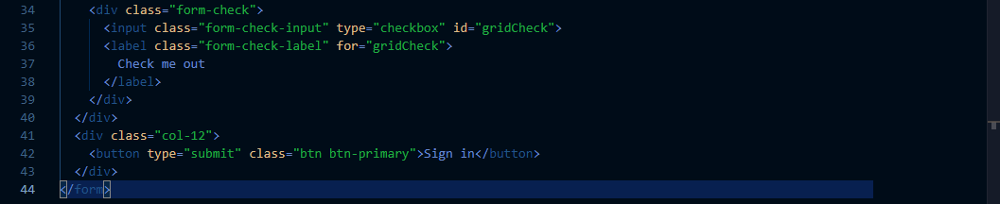 34 <div class="form-check">
35 <input class="form-check-input" type="checkbox" id="gridCheck">
36 <label class="form-check-label" for="gridCheck">
37 Check me out
38 </label>
39 </div>
40 </div>
41 <div class="col-12">
42 <button type="submit" class="btn btn-primary">Sign in</button>
43 </div>
44 </form>